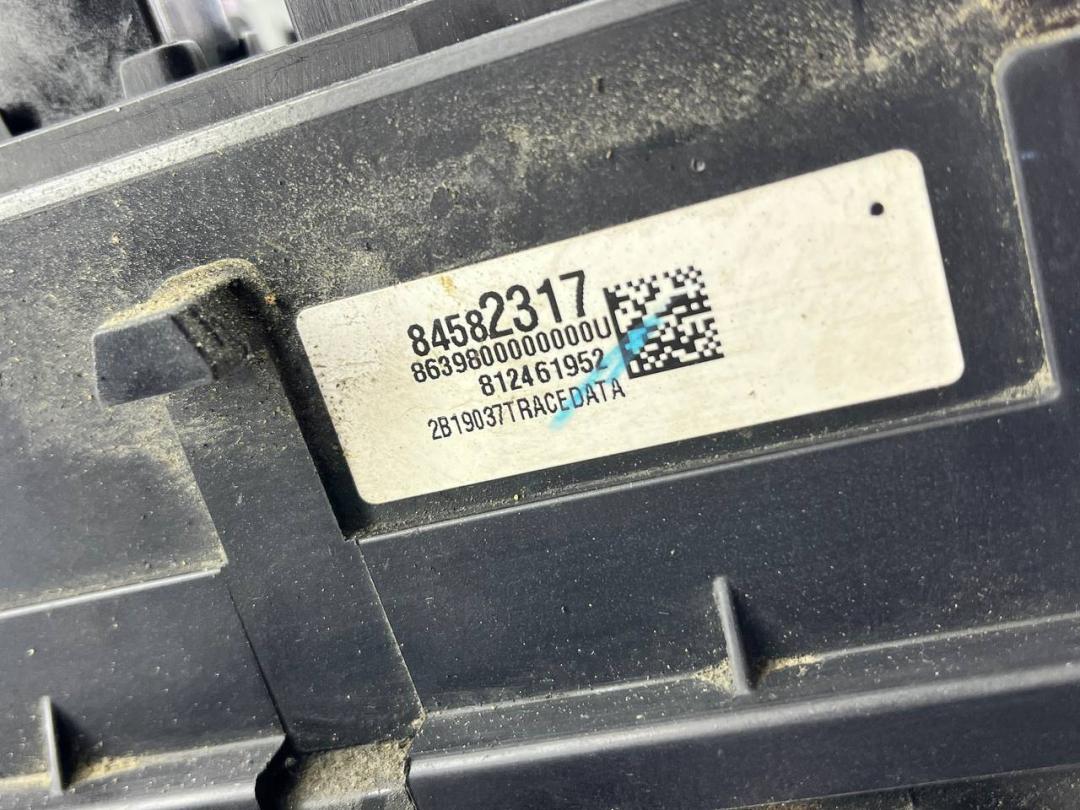 84582317
8639800000000U
812461952
2B19037TRACEDATA